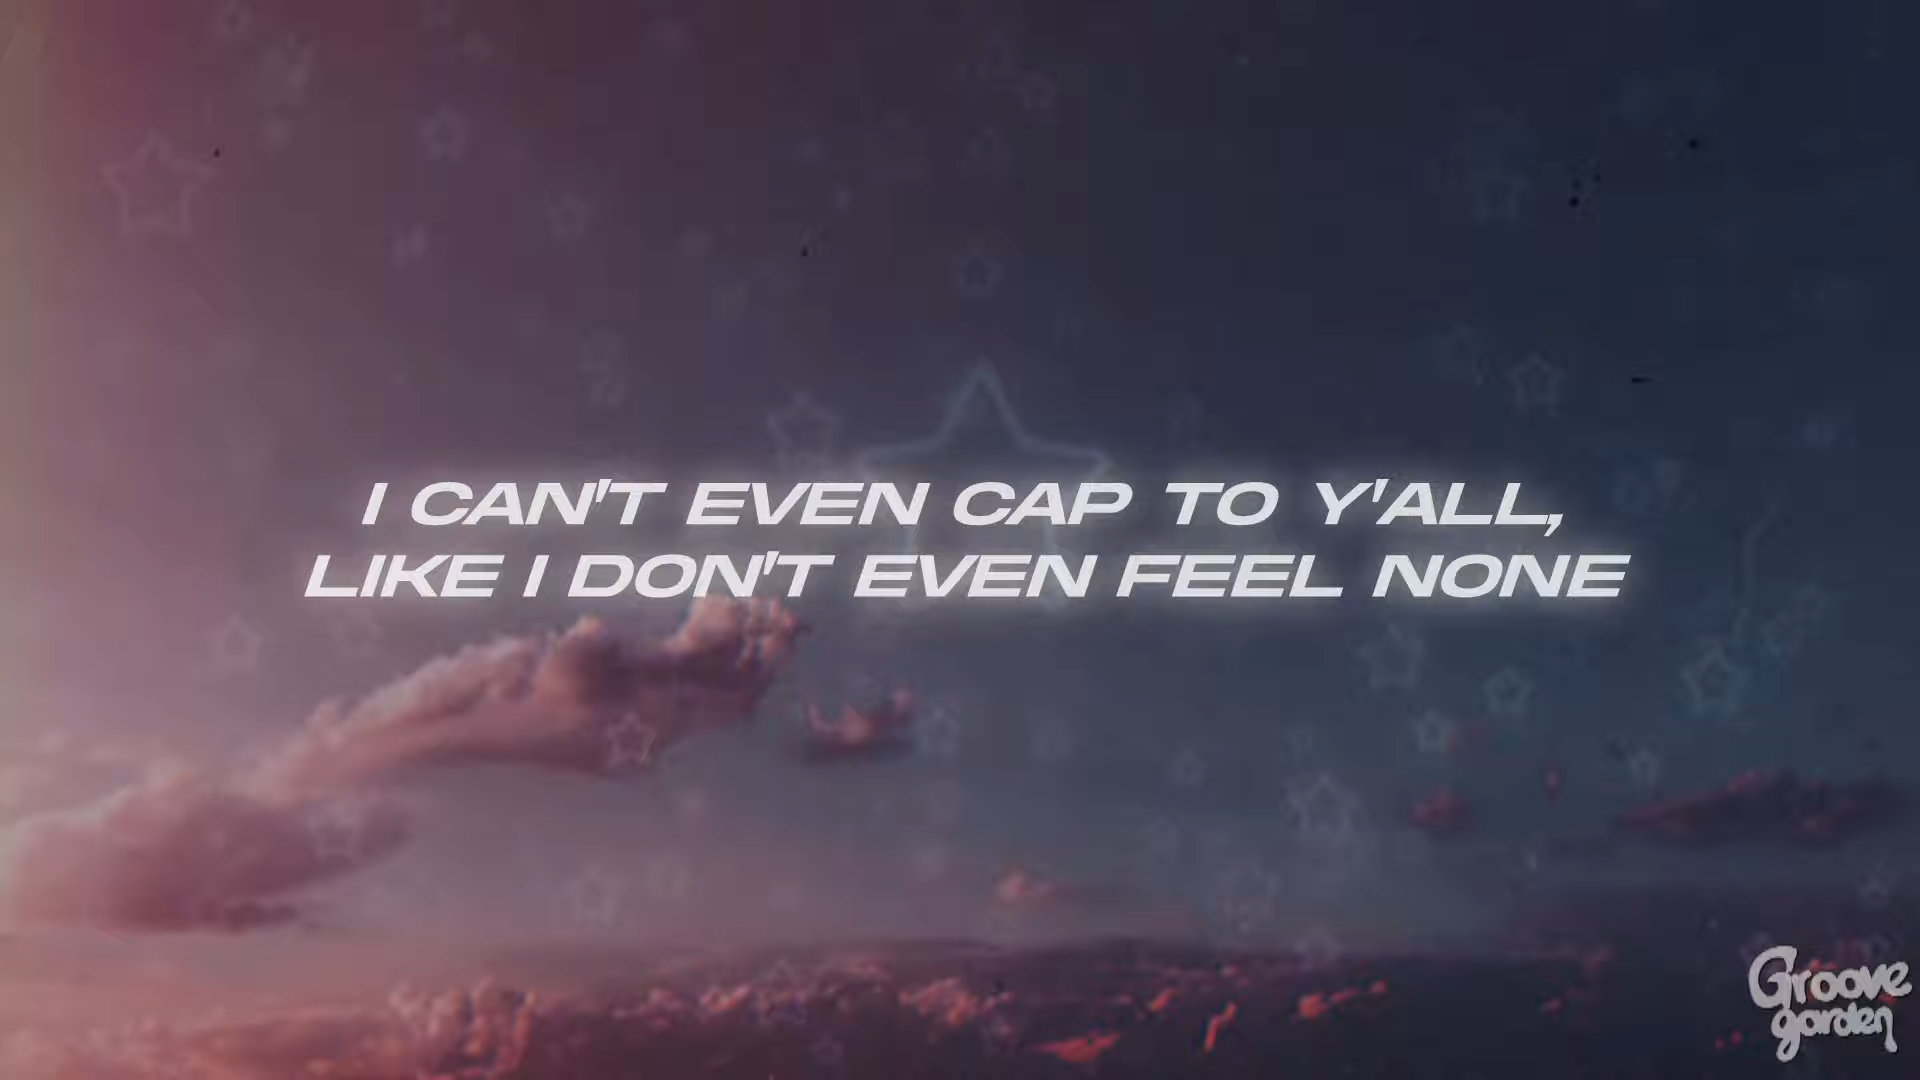 I CAN'T EVEN CAP TO Y'ALL,
LIKE I DON'T EVEN FEEL NONE
Groove
garden